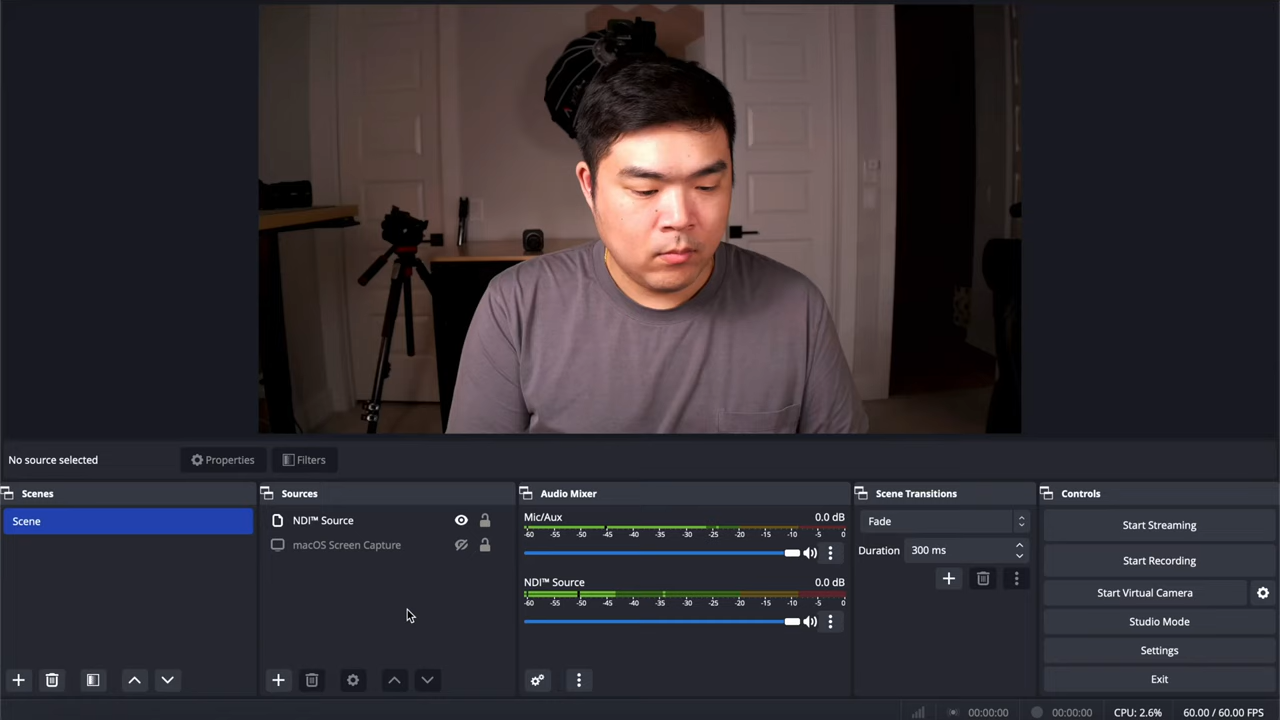 No source selected
Properties
Filters
Scenes
Scene
Sources
NDI™ Source
macOS Screen Capture
Audio Mixer
Mic/Aux
0.0 dB
-60 -55 -50 -45 -40 -35 -30 -25 -20 -15 -10 -5 0
NDI™ Source
0.0 dB
-60 -55 -50 -45 -40 -35 -30 -25 -20 -15 -10 -5 0
Scene Transitions
Fade
Duration 300 ms
Controls
Start Streaming
Start Recording
Start Virtual Camera
Studio Mode
Settings
Exit
00:00:00
00:00:00
CPU: 2.6%
60.00 / 60.00 FPS